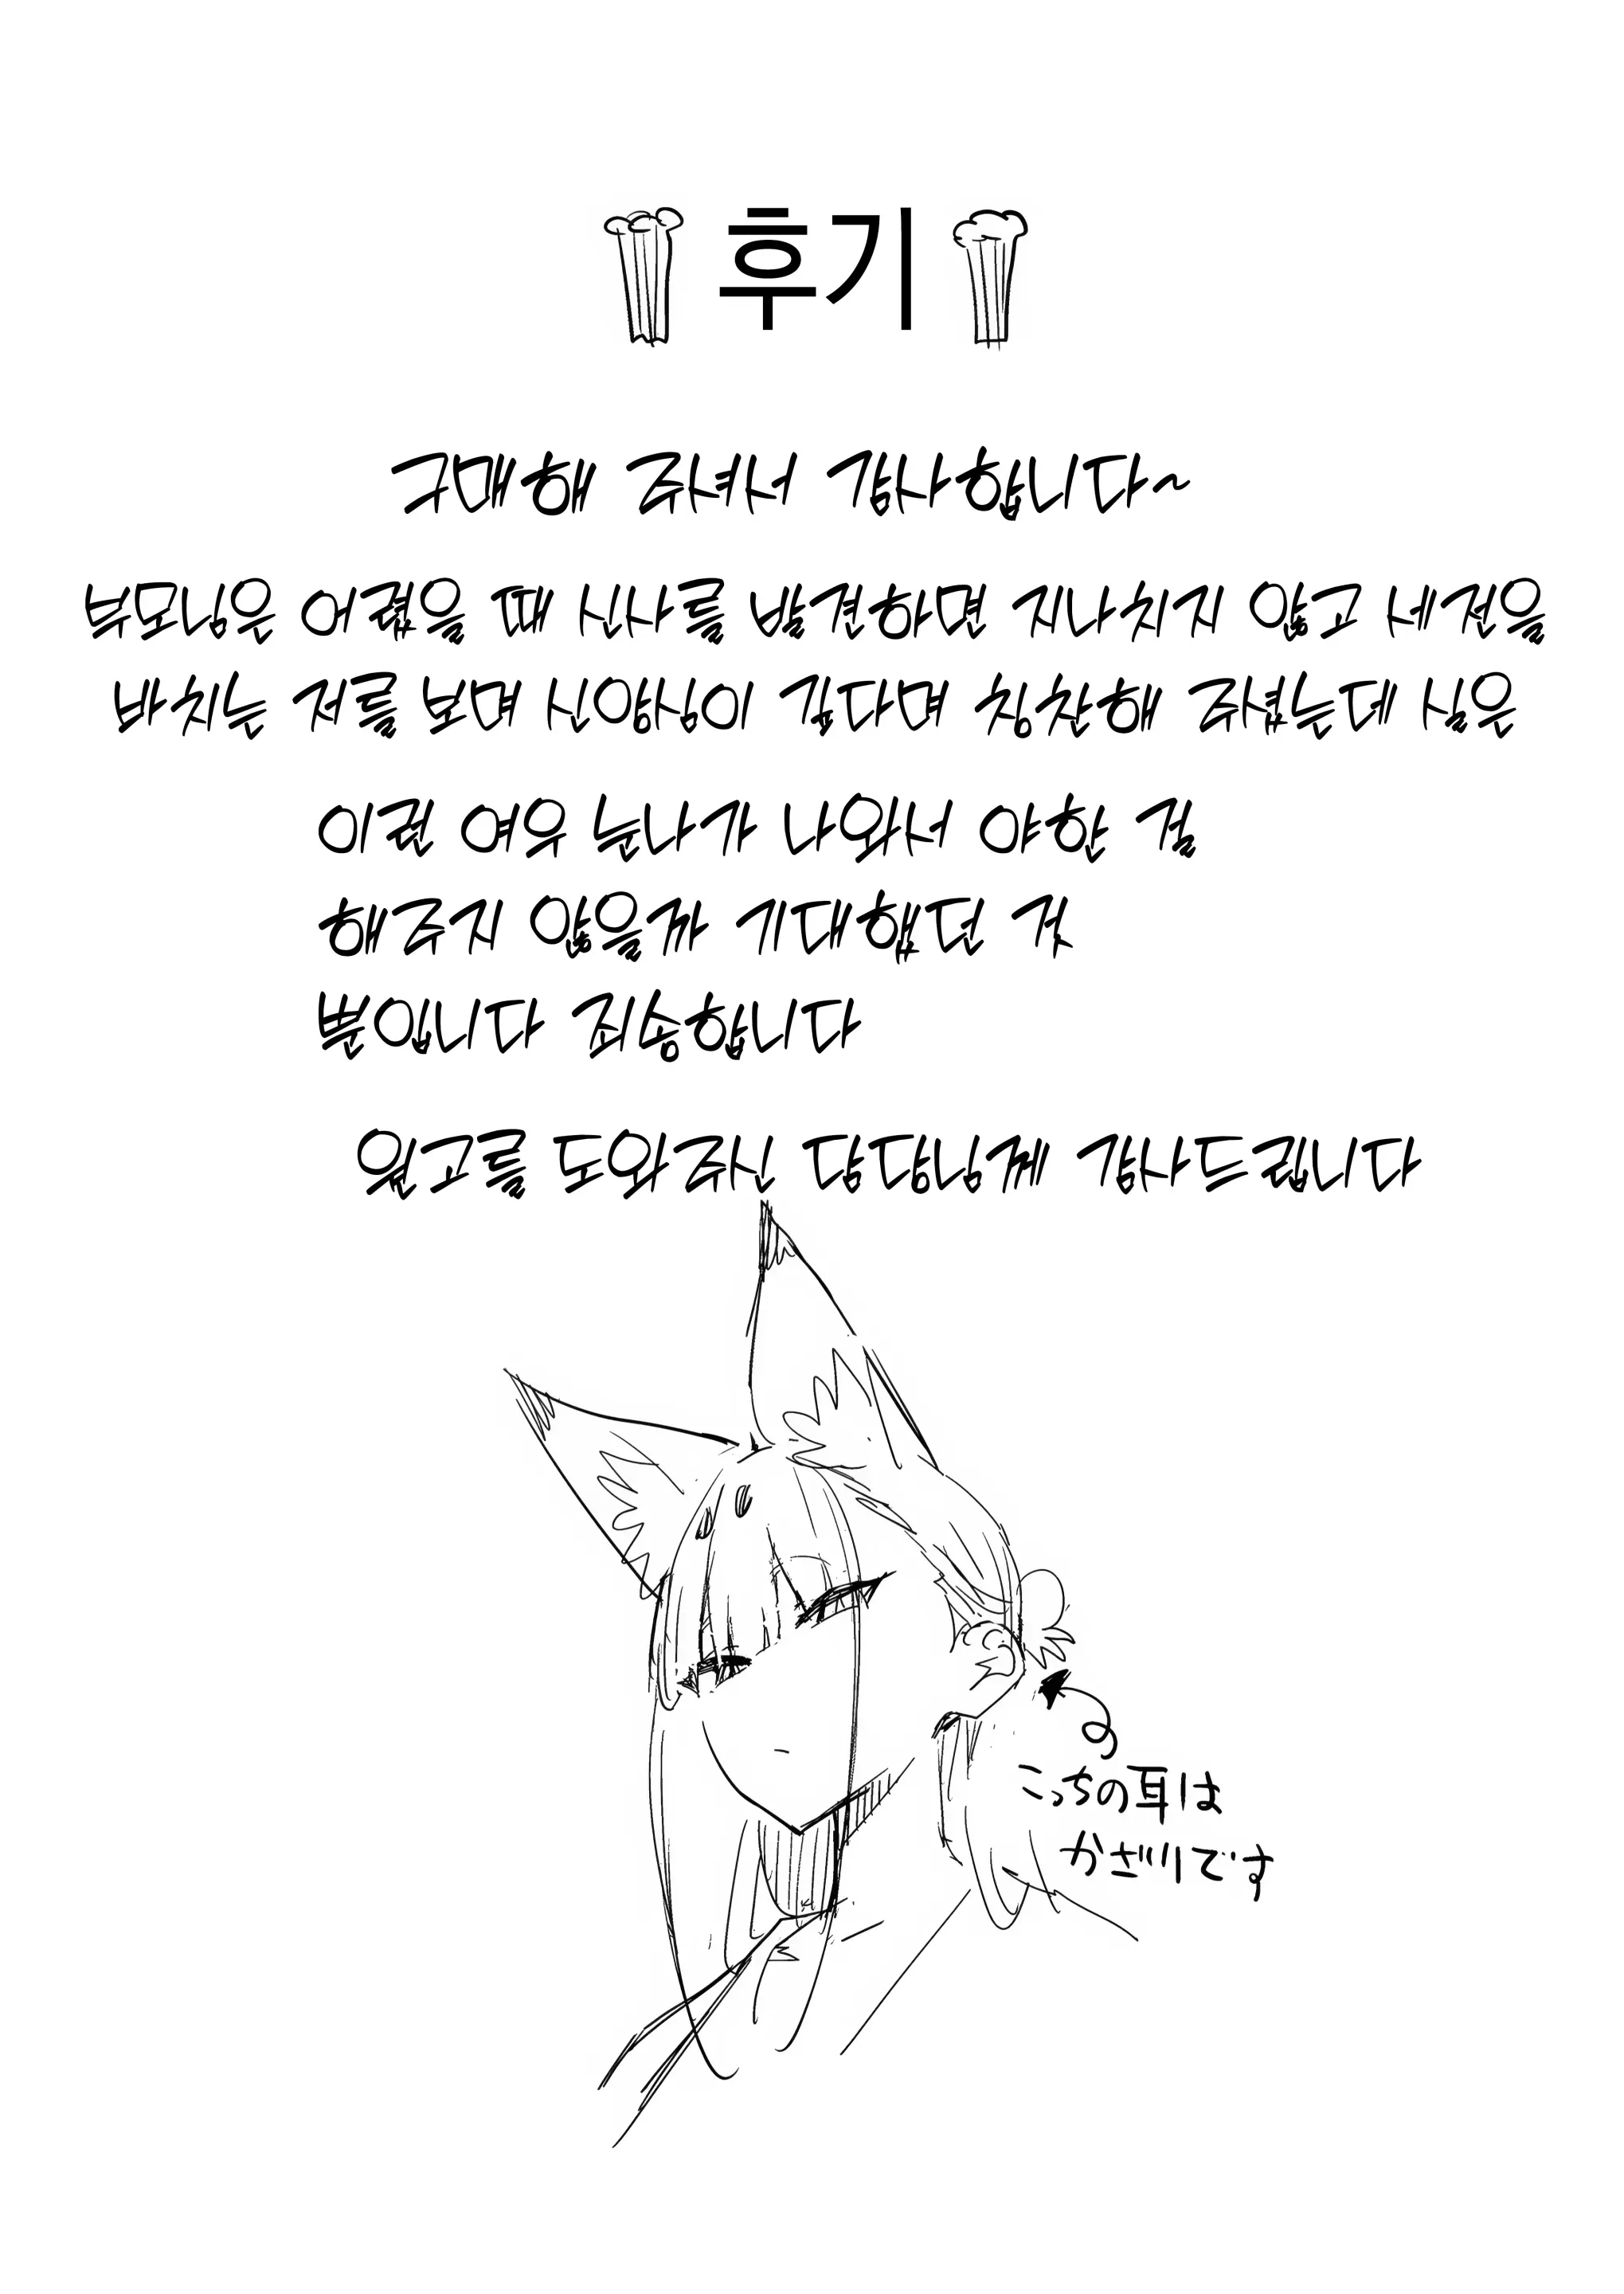 후기
구매해 주셔서 감사합니다~
부모님은 어렸을 때 신사를 발견하면 지나치지 않고 세전을
바치는 저를 보며 신앙심이 깊다며 칭찬해 주셨는데 실은
이런 여우 눈나가 나와서 야한 걸
해주지 않을까 기대했던 것
뿐입니다 죄송합니다
원고를 도와주신 담당님께 감사드립니다
こっちの耳は
かざりです